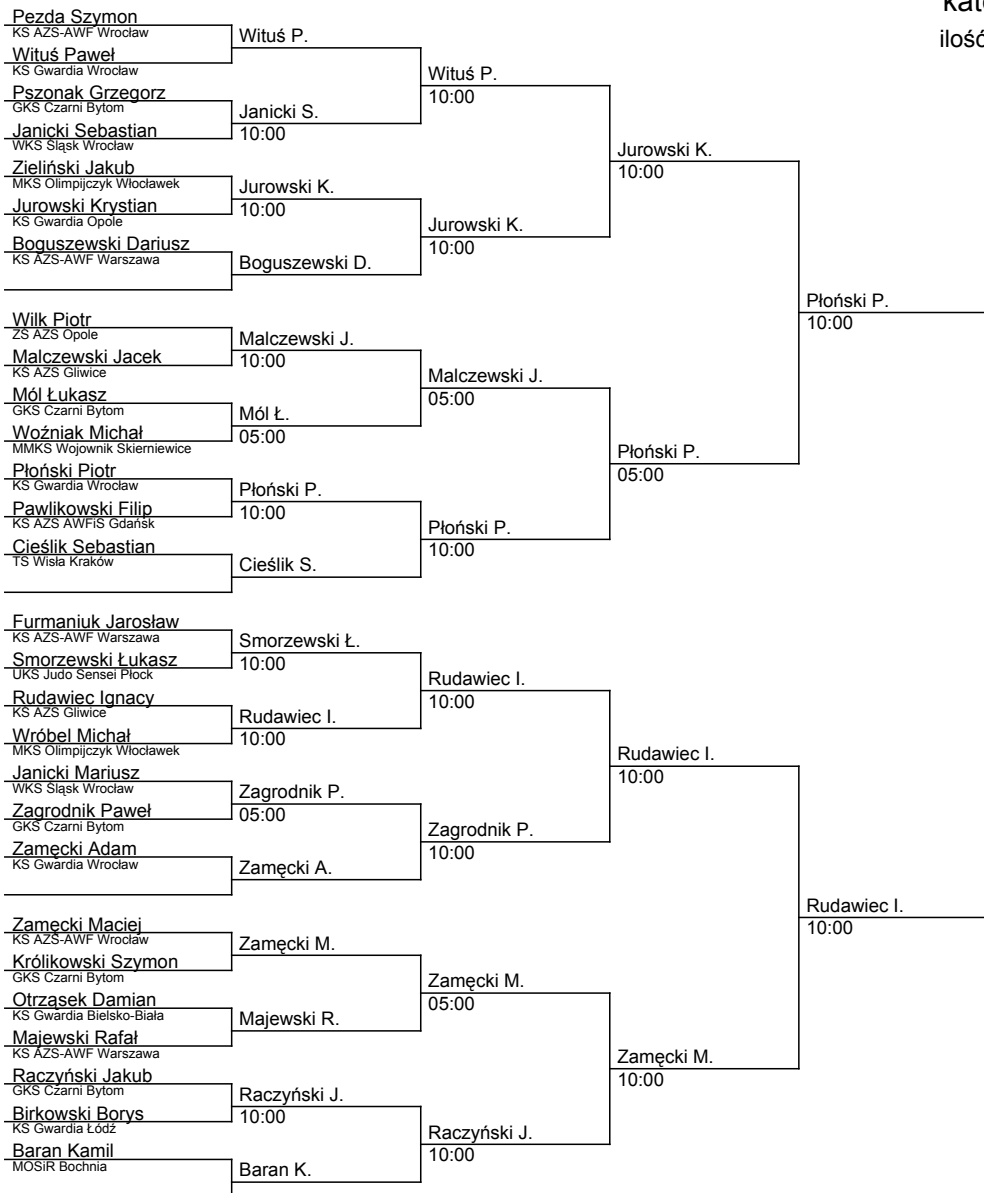 kate
ilość
Pezda Szymon
KS AZS-AWF Wrocław
Wituś Paweł
KS Gwardia Wrocław
Pszonak Grzegorz
GKS Czarni Bytom
Janicki Sebastian
WKS Śląsk Wrocław
Zieliński Jakub
MKS Olimpijczyk Włocławek
Jurowski Krystian
KS Gwardia Opole
Boguszewski Dariusz
KS AZS-AWF Warszawa
Wilk Piotr
ZŚ AZS Opole
Malczewski Jacek
KS AZS Gliwice
Mól Łukasz
GKS Czarni Bytom
Woźniak Michał
MMKS Wojownik Skierniewice
Płoński Piotr
KS Gwardia Wrocław
Pawlikowski Filip
KS AZS AWFiS Gdańsk
Cieślik Sebastian
TS Wisła Kraków
Furmaniuk Jarosław
KS AZS-AWF Warszawa
Smorzewski Łukasz
UKS Judo Sensei Płock
Rudawiec Ignacy
KS AZS Gliwice
Wróbel Michał
MKS Olimpijczyk Włocławek
Janicki Mariusz
WKS Śląsk Wrocław
Zagrodnik Paweł
GKS Czarni Bytom
Zamęcki Adam
KS Gwardia Wrocław
Zamęcki Maciej
KS AZS-AWF Wrocław
Królikowski Szymon
GKS Czarni Bytom
Otrząsek Damian
KS Gwardia Bielsko-Biała
Majewski Rafał
KS AZS-AWF Warszawa
Raczyński Jakub
GKS Czarni Bytom
Birkowski Borys
KS Gwardia Łódź
Baran Kamil
MOSiR Bochnia
Wituś P.
Janicki S.
10:00
Jurowski K.
10:00
Boguszewski D.
Malczewski J.
10:00
Mól Ł.
05:00
Płoński P.
10:00
Cieślik S.
Smorzewski Ł.
10:00
Rudawiec I.
10:00
Zagrodnik P.
05:00
Zamęcki A.
Zamęcki M.
Majewski R.
Raczyński J.
10:00
Baran K.
Wituś P.
10:00
Jurowski K.
10:00
Malczewski J.
05:00
Płoński P.
10:00
Rudawiec I.
10:00
Zagrodnik P.
10:00
Zamęcki M.
05:00
Raczyński J.
10:00
Jurowski K.
10:00
Płoński P.
05:00
Rudawiec I.
10:00
Zamęcki M.
10:00
Płoński P.
10:00
Rudawiec I.
10:00